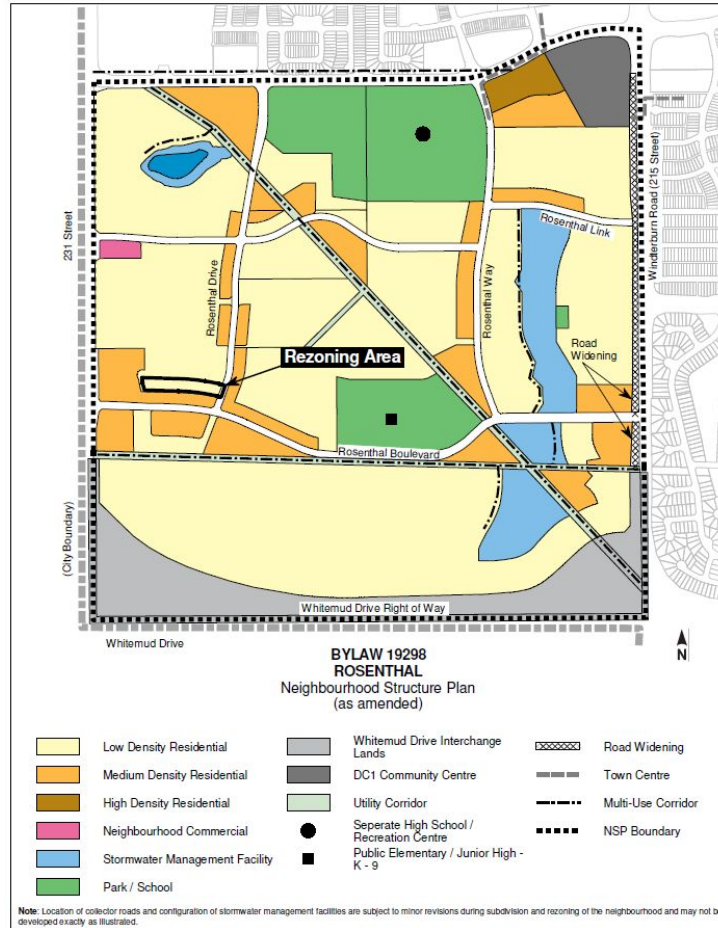 231 Street
Rosenthal Drive
Rosenthal Way
Rosenthal Link
Winterburn Road (215 Street)
Road
Widening
Rezoning Area
Rosenthal Boulevard
(City Boundary)
Whitemud Drive Right of Way
Whitemud Drive
N
BYLAW 19298
ROSENTHAL
Neighbourhood Structure Plan
(as amended)
Low Density Residential
Medium Density Residential
High Density Residential
Neighbourhood Commercial
Stormwater Management Facility
Park / School
Whitemud Drive Interchange
Lands
DC1 Community Centre
Utility Corridor
Seperate High School /
Recreation Centre
Public Elementary / Junior High -
K - 9
Road Widening
Town Centre
Multi-Use Corridor
NSP Boundary
Note: Location of collector roads and configuration of stormwater management facilities are subject to minor revisions during subdivision and rezoning of the neighbourhood and may not be
developed exactly as illustrated.